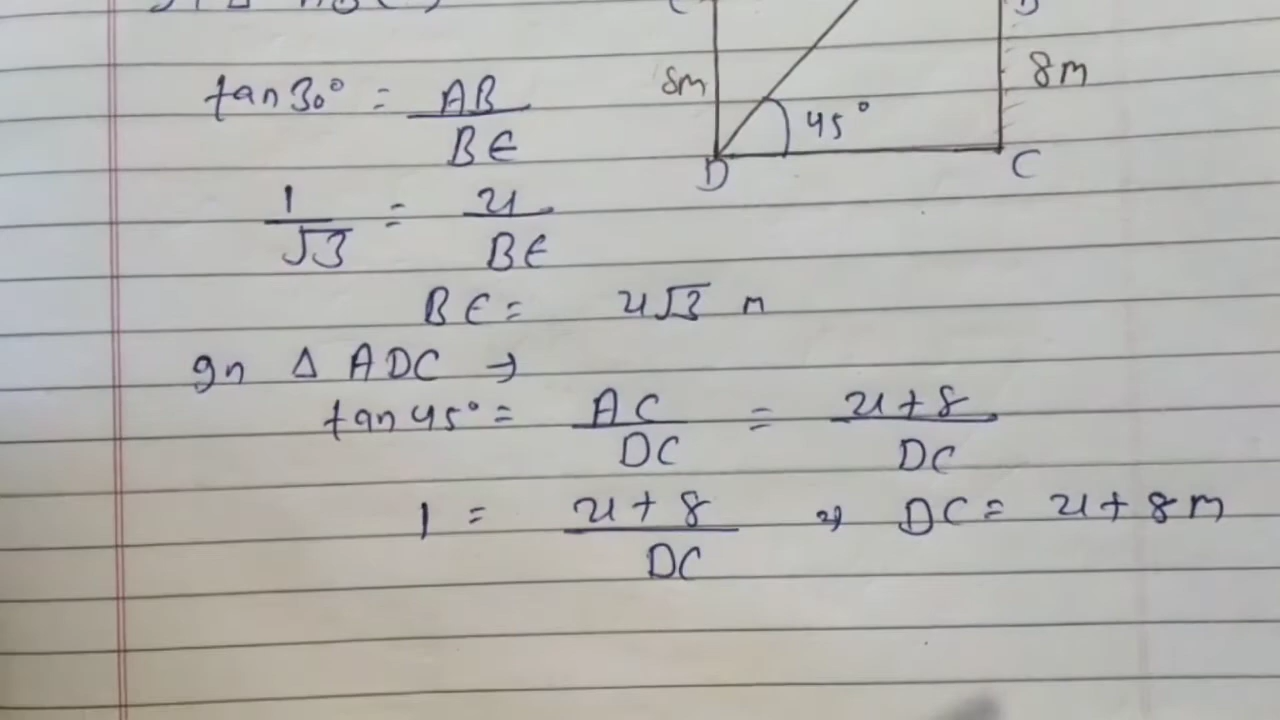 tan 30° = AB / BE
1 / √3 = x / BE
BE = x√3 m
In Δ ADC →
tan 45° = AC / DC = x + 8 / DC
1 = x + 8 / DC ⇒ DC = x + 8 m
8m
8m
45°
D
C